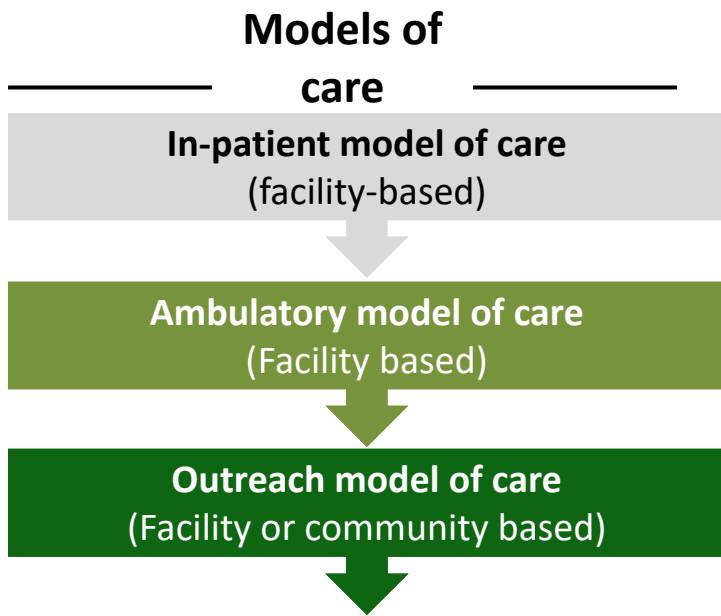 Models of
care
In-patient model of care
(facility-based)
Ambulatory model of care
(Facility based)
Outreach model of care
(Facility or community based)